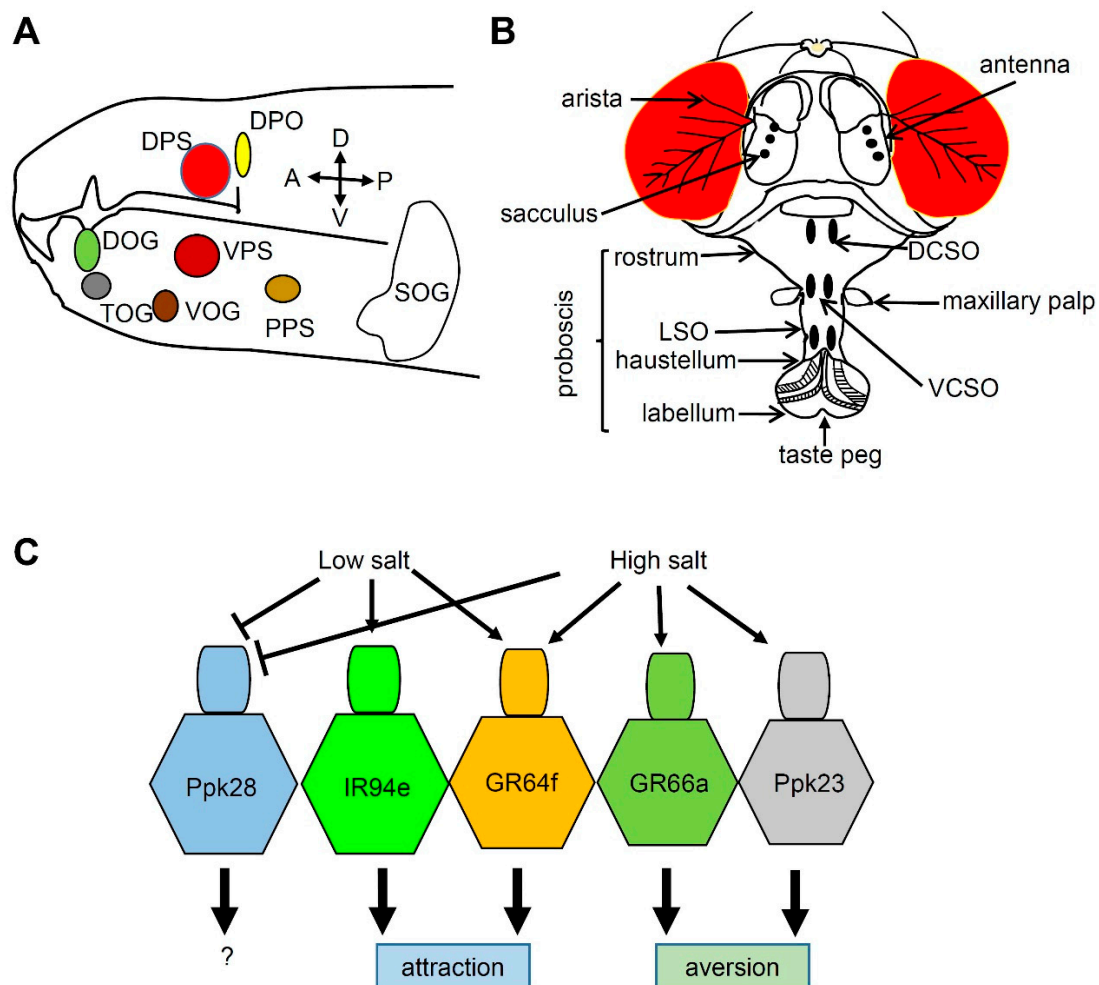 A
DPS
DPO
D
A
P
V
DOG
VPS
TOG
VOG
PPS
SOG
B
arista
antenna
sacculus
DCSO
rostrum
maxillary palp
proboscis
LSO
haustellum
VCSO
labellum
taste peg
C
Low salt
High salt
Ppk28
IR94e
GR64f
GR66a
Ppk23
?
attraction
aversion